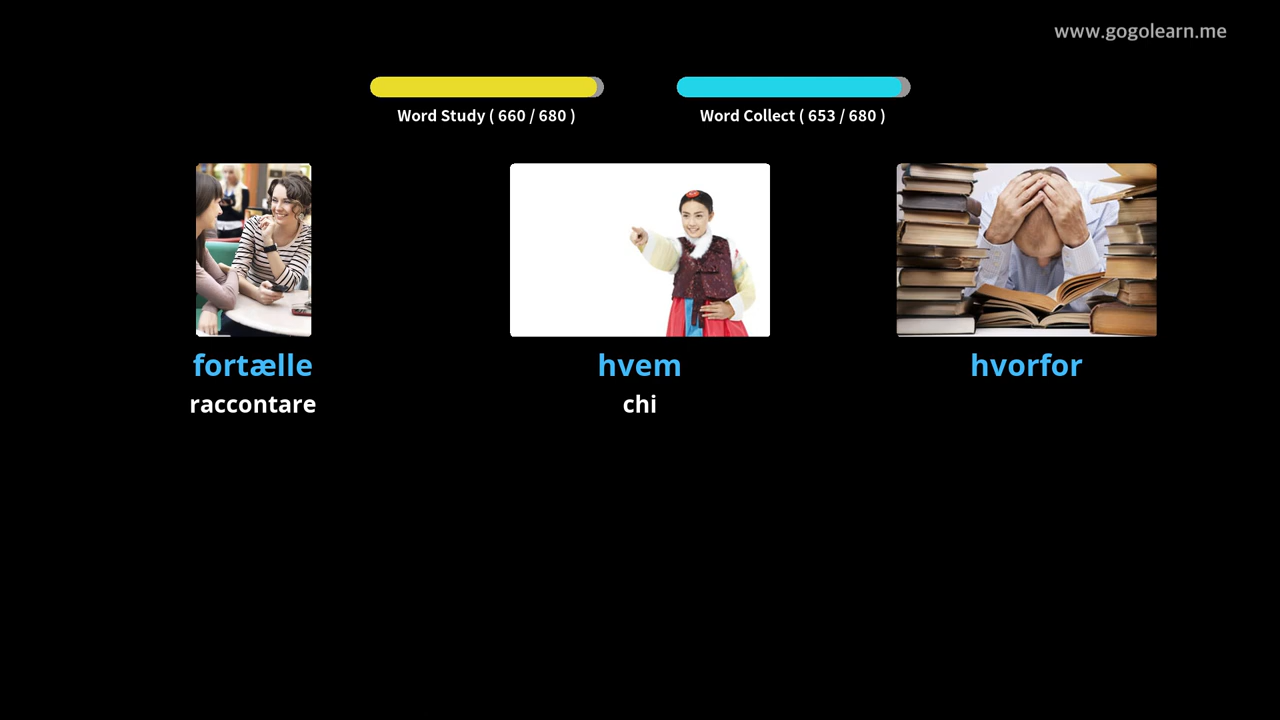 www.gogolearn.me
Word Study ( 660 / 680 )
Word Collect ( 653 / 680 )
fortælle
hvem
hvorfor
raccontare
chi